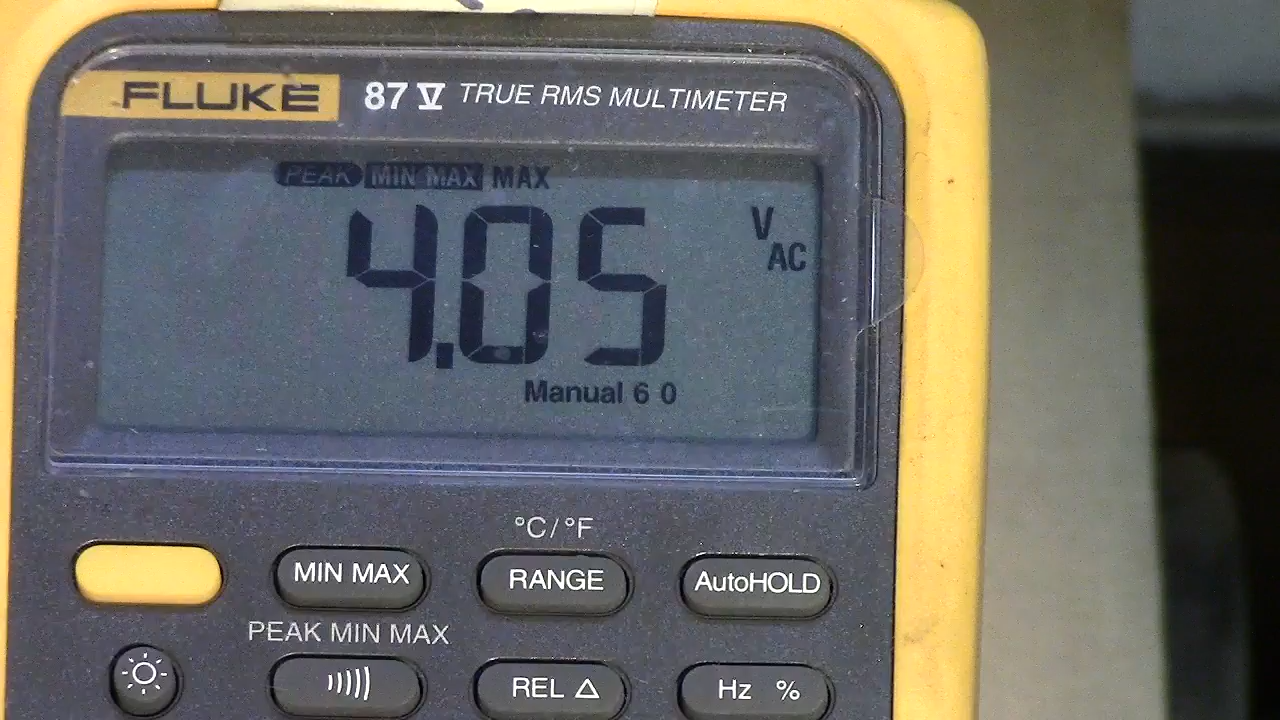 FLUKE 87 V TRUE RMS MULTIMETER
PEAK MIN MAX MAX
4.05 V AC
Manual 6 0
°C/°F
MIN MAX RANGE AutoHOLD
PEAK MIN MAX
REL Δ Hz %